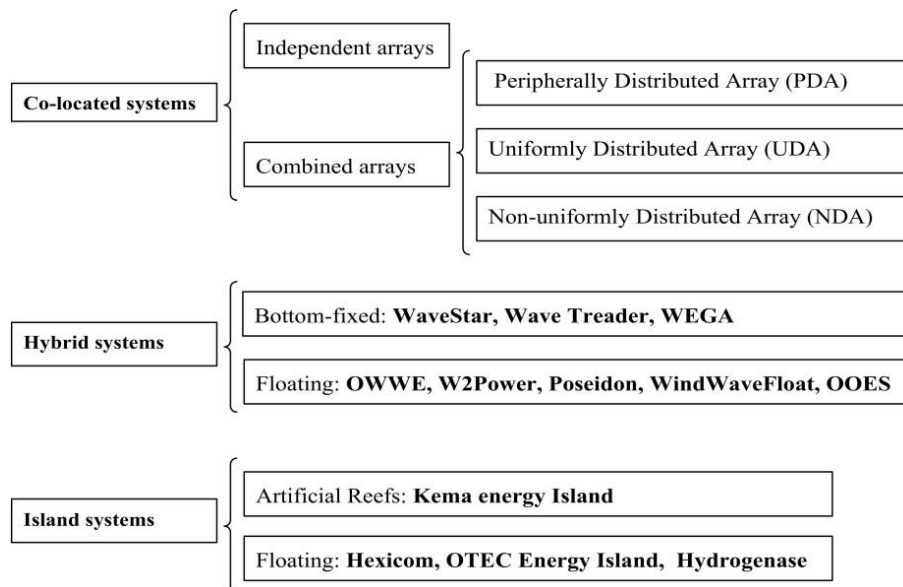 Co-located systems
Independent arrays
Combined arrays
Peripherally Distributed Array (PDA)
Uniformly Distributed Array (UDA)
Non-uniformly Distributed Array (NDA)
Hybrid systems
Bottom-fixed: WaveStar, Wave Treader, WEGA
Floating: OWWE, W2Power, Poseidon, WindWaveFloat, OOES
Island systems
Artificial Reefs: Kema energy Island
Floating: Hexicom, OTEC Energy Island, Hydrogenase